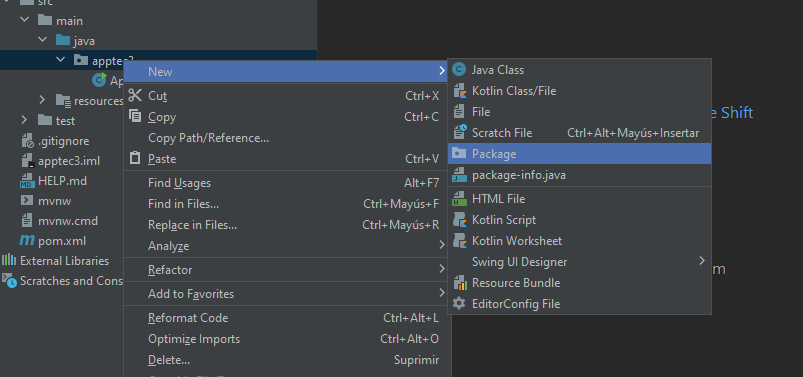 src
main
java
apptec3
resources
test
.gitignore
apptec3.iml
HELP.md
mvnw
mvnw.cmd
pom.xml
External Libraries
Scratches and Cons
New
Cut Ctrl+X
Copy Ctrl+C
Copy Path/Reference...
Paste Ctrl+V
Find Usages Alt+F7
Find in Files... Ctrl+Mayús+F
Replace in Files... Ctrl+Mayús+R
Analyze
Refactor
Add to Favorites
Reformat Code Ctrl+Alt+L
Optimize Imports Ctrl+Alt+O
Delete... Suprimir
Java Class
Kotlin Class/File
File
Scratch File Ctrl+Alt+Mayús+Insertar
Package
package-info.java
HTML File
Kotlin Script
Kotlin Worksheet
Swing UI Designer
Resource Bundle
EditorConfig File
e Shift
m